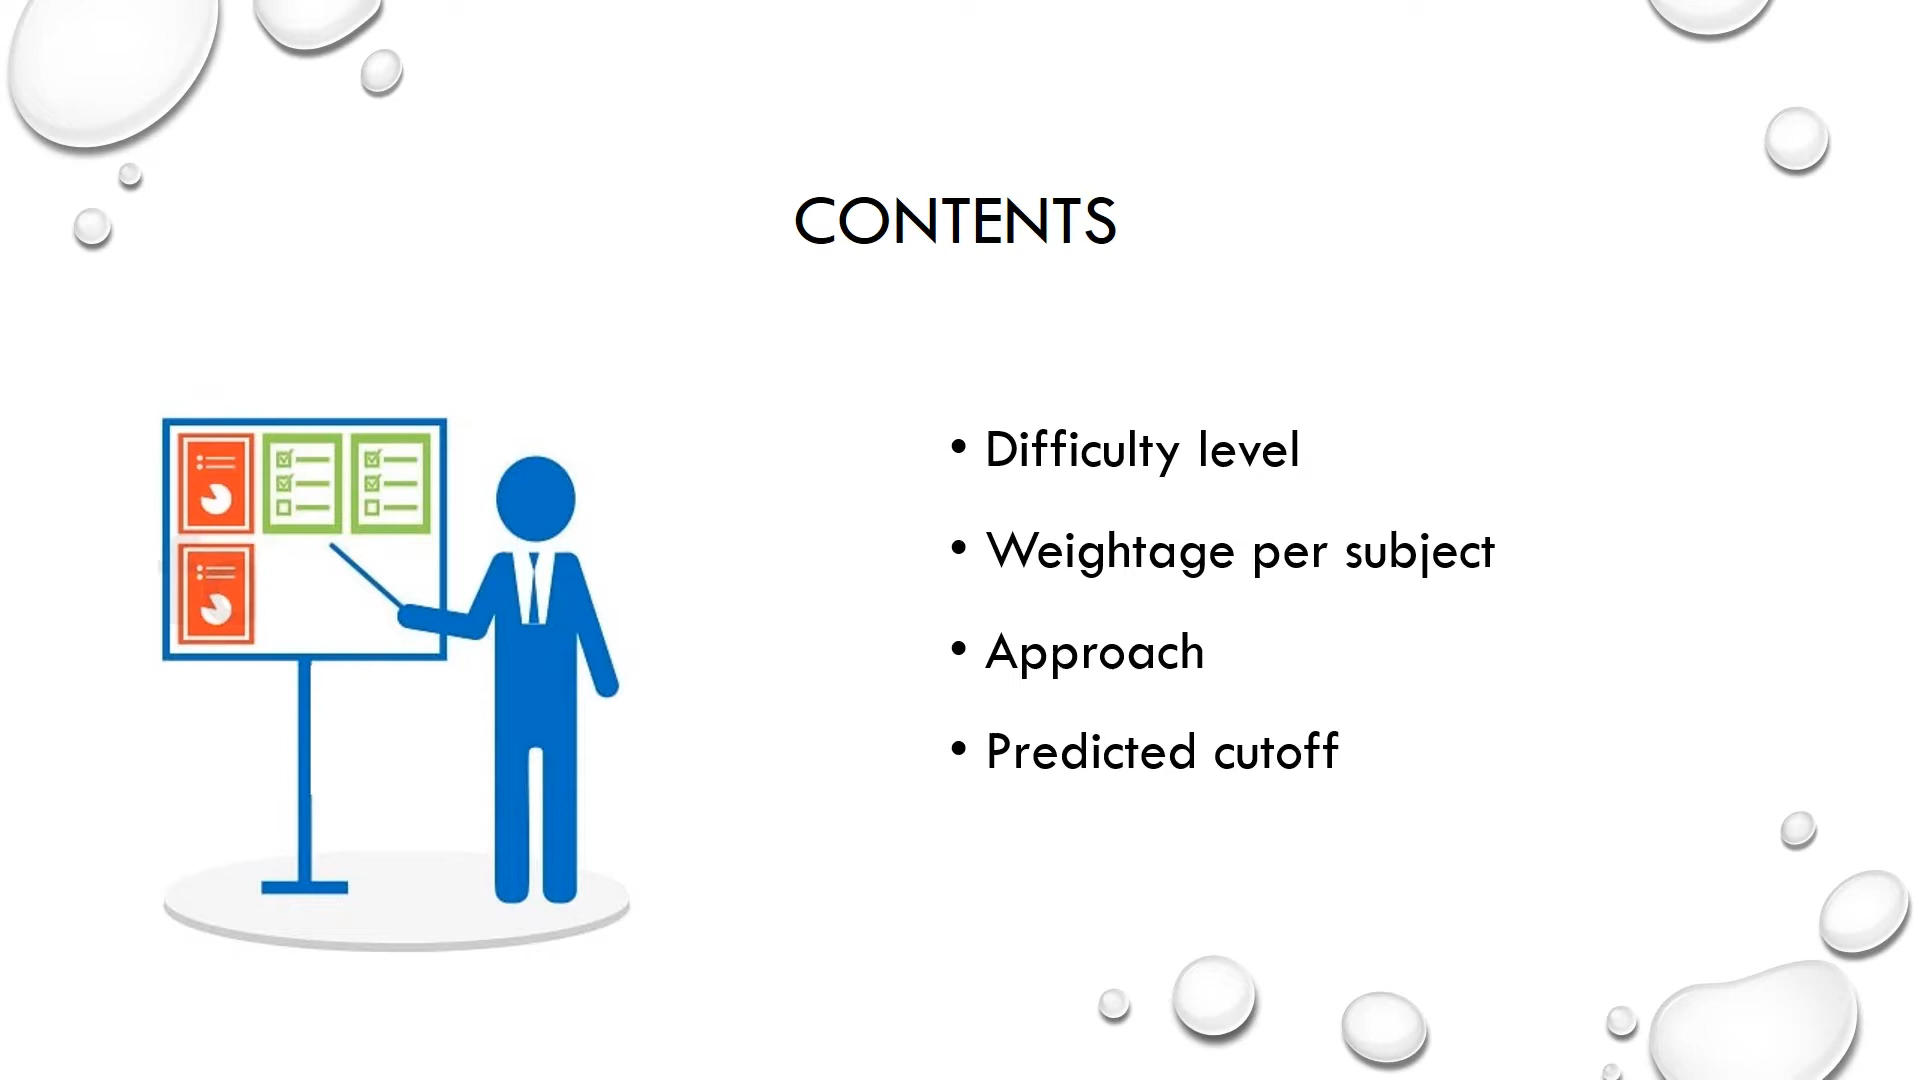 CONTENTS
• Difficulty level
• Weightage per subject
• Approach
• Predicted cutoff